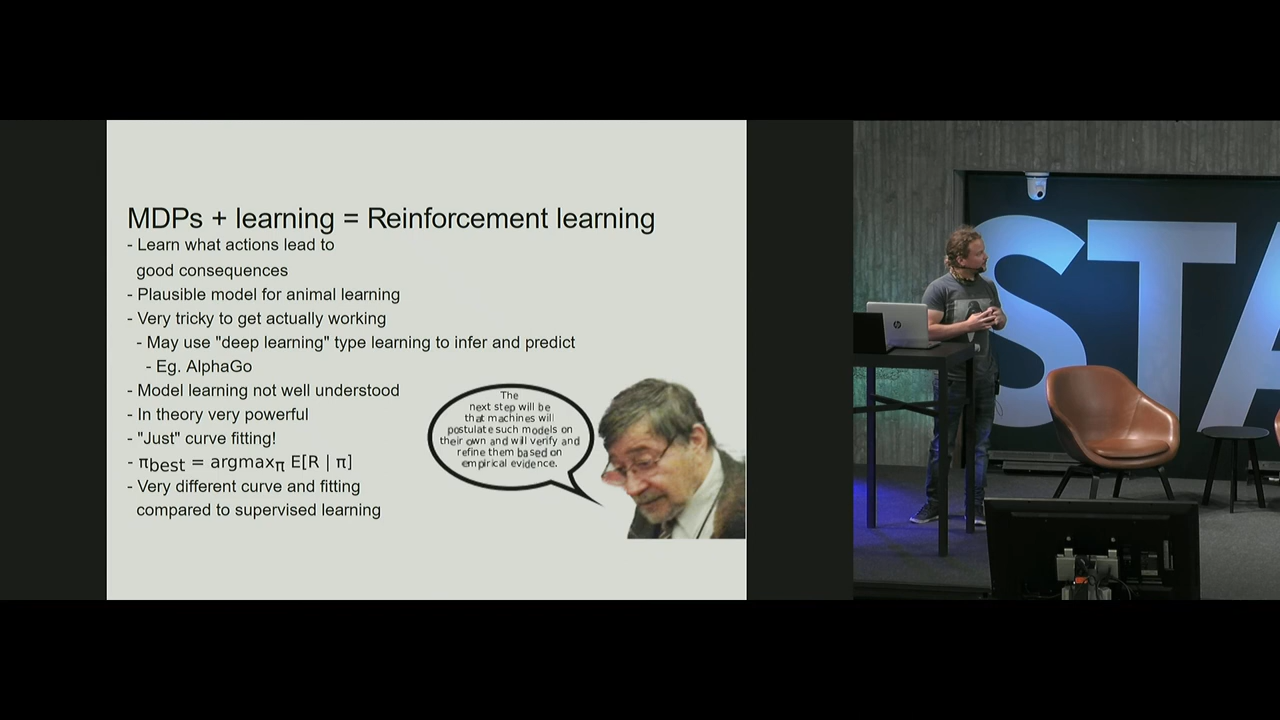 MDPs + learning = Reinforcement learning
- Learn what actions lead to
good consequences
- Plausible model for animal learning
- Very tricky to get actually working
- May use "deep learning" type learning to infer and predict
- Eg. AlphaGo
- Model learning not well understood
- In theory very powerful
- "Just" curve fitting!
- πbest = argmaxπ E[R | π]
- Very different curve and fitting
compared to supervised learning
The
next step will be
that machines will
postulate such models on
their own and will verify and
refine them based on
empirical evidence.
hp
STA